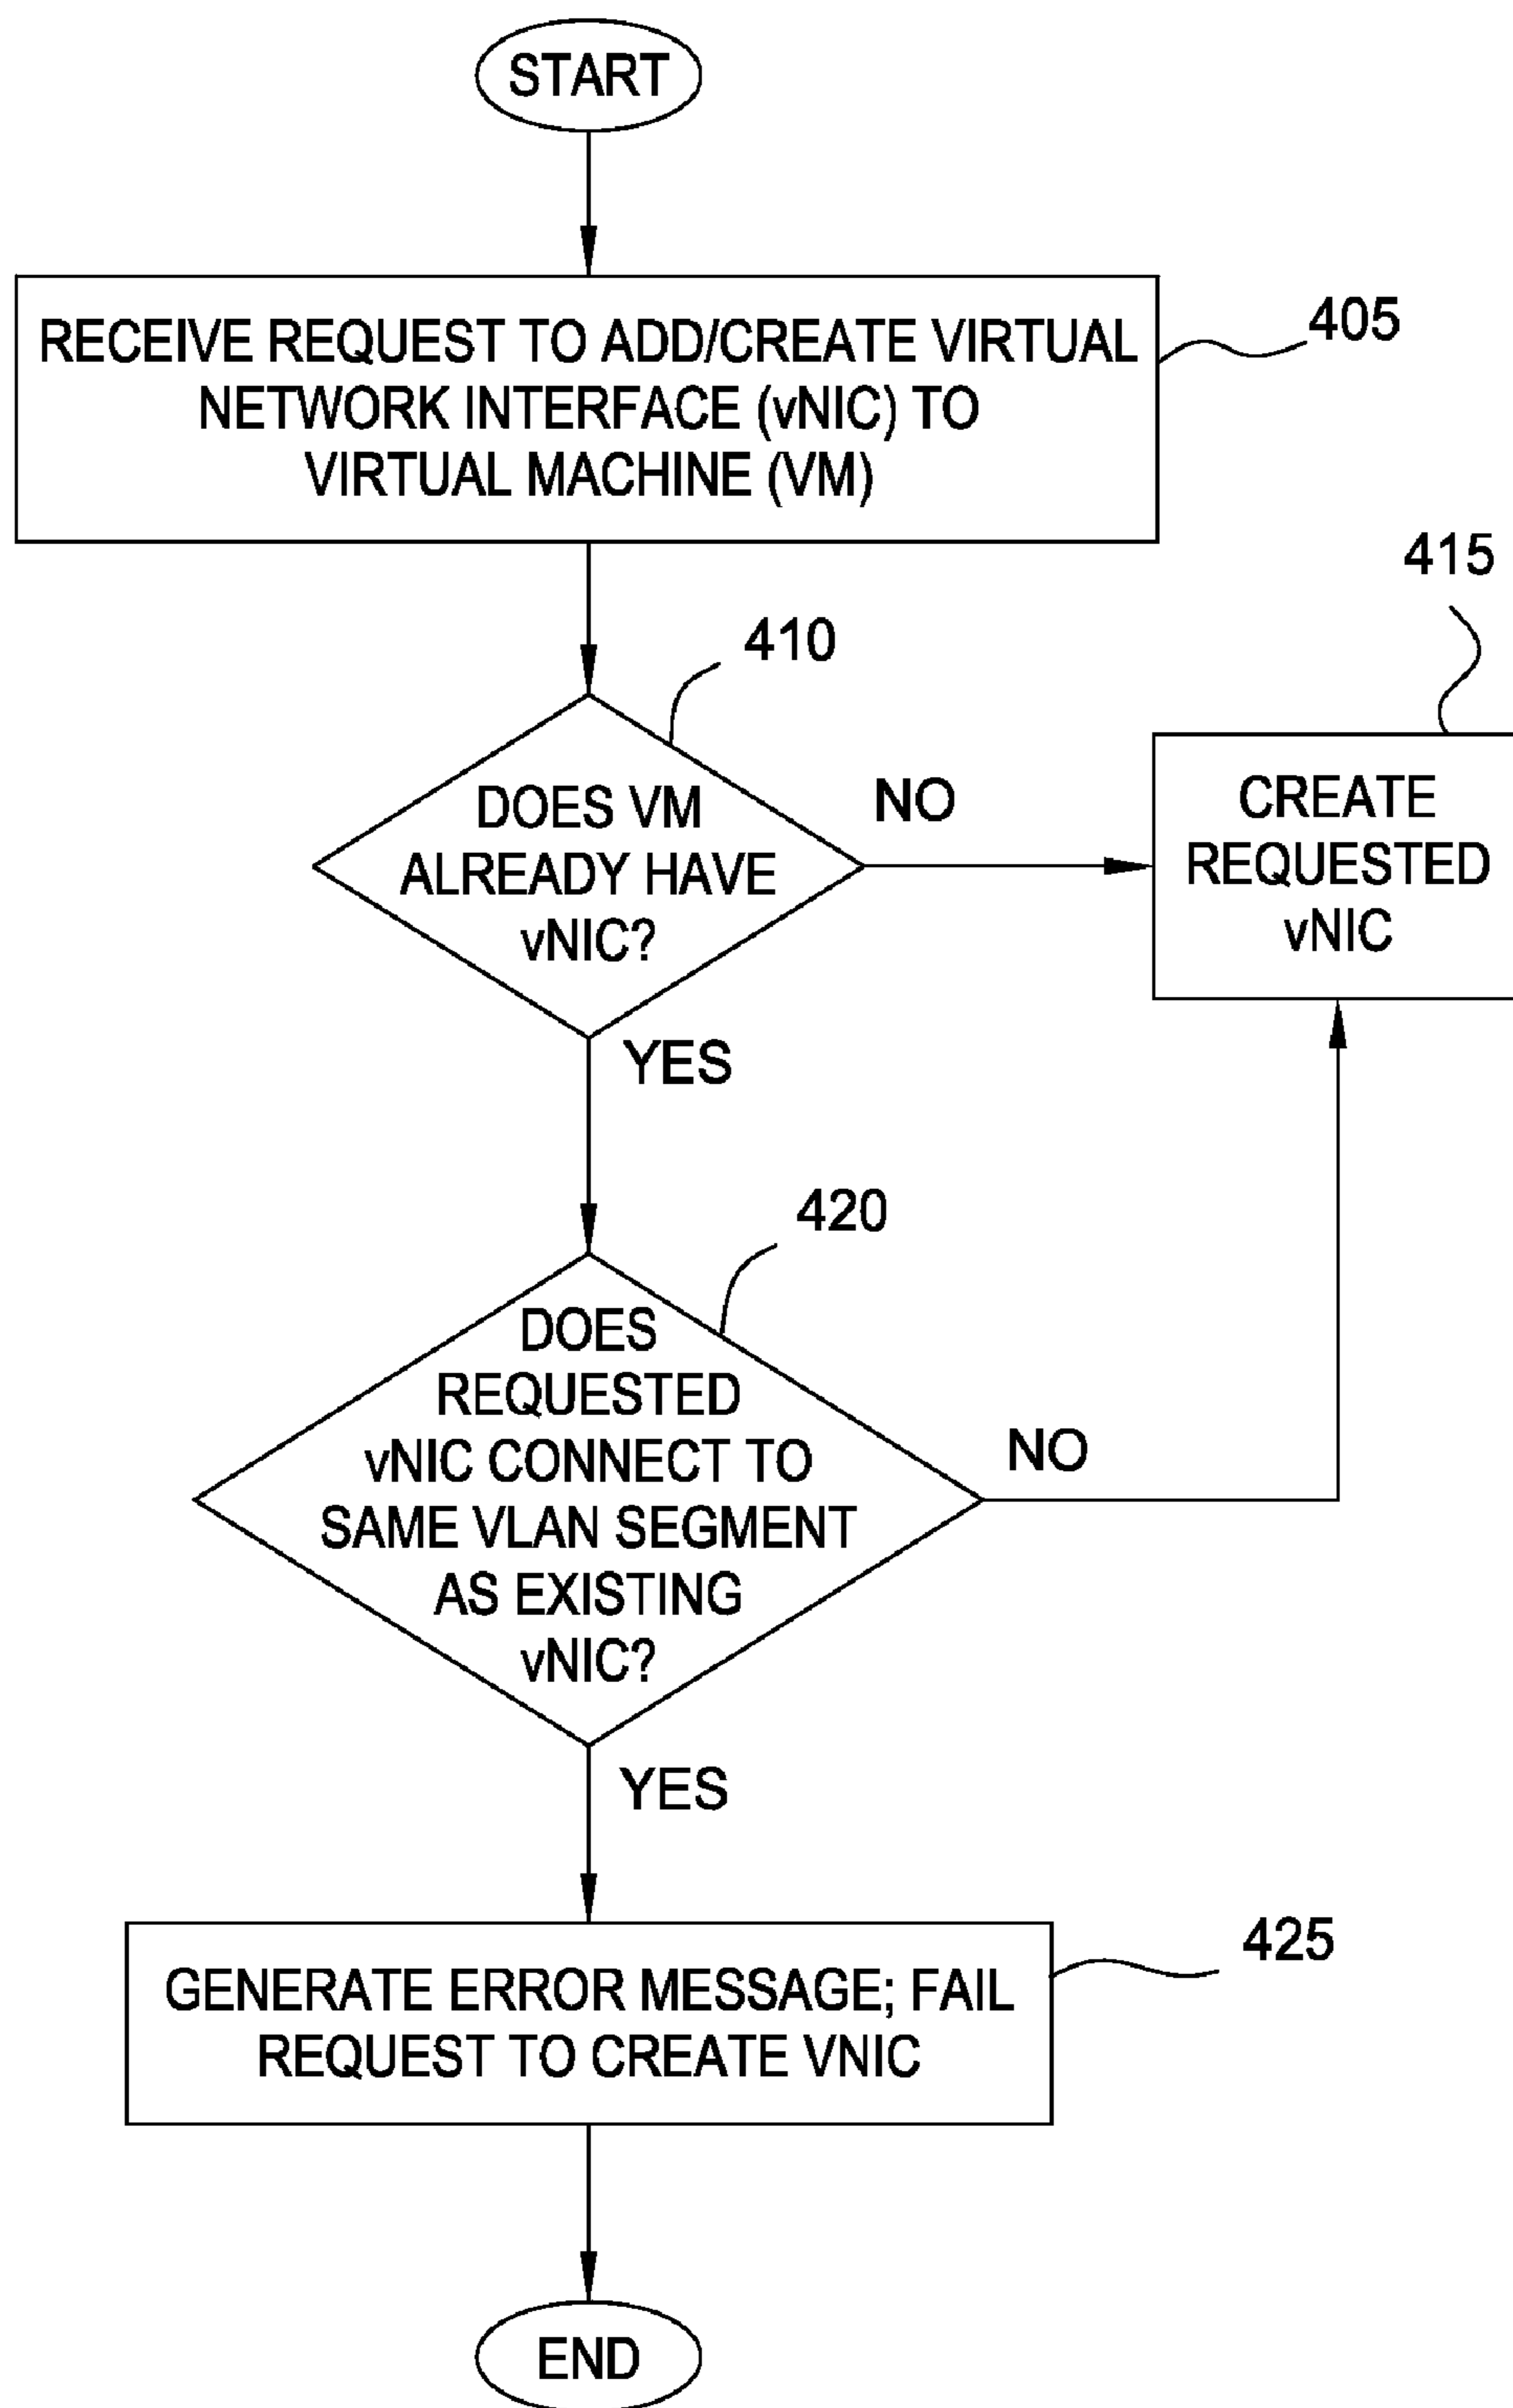 START
RECEIVE REQUEST TO ADD/CREATE VIRTUAL
NETWORK INTERFACE (vNIC) TO
VIRTUAL MACHINE (VM)
405
415
410
DOES VM
ALREADY HAVE
vNIC?
NO
CREATE
REQUESTED
vNIC
YES
420
DOES
REQUESTED
vNIC CONNECT TO
SAME VLAN SEGMENT
AS EXISTING
vNIC?
NO
YES
425
GENERATE ERROR MESSAGE; FAIL
REQUEST TO CREATE VNIC
END